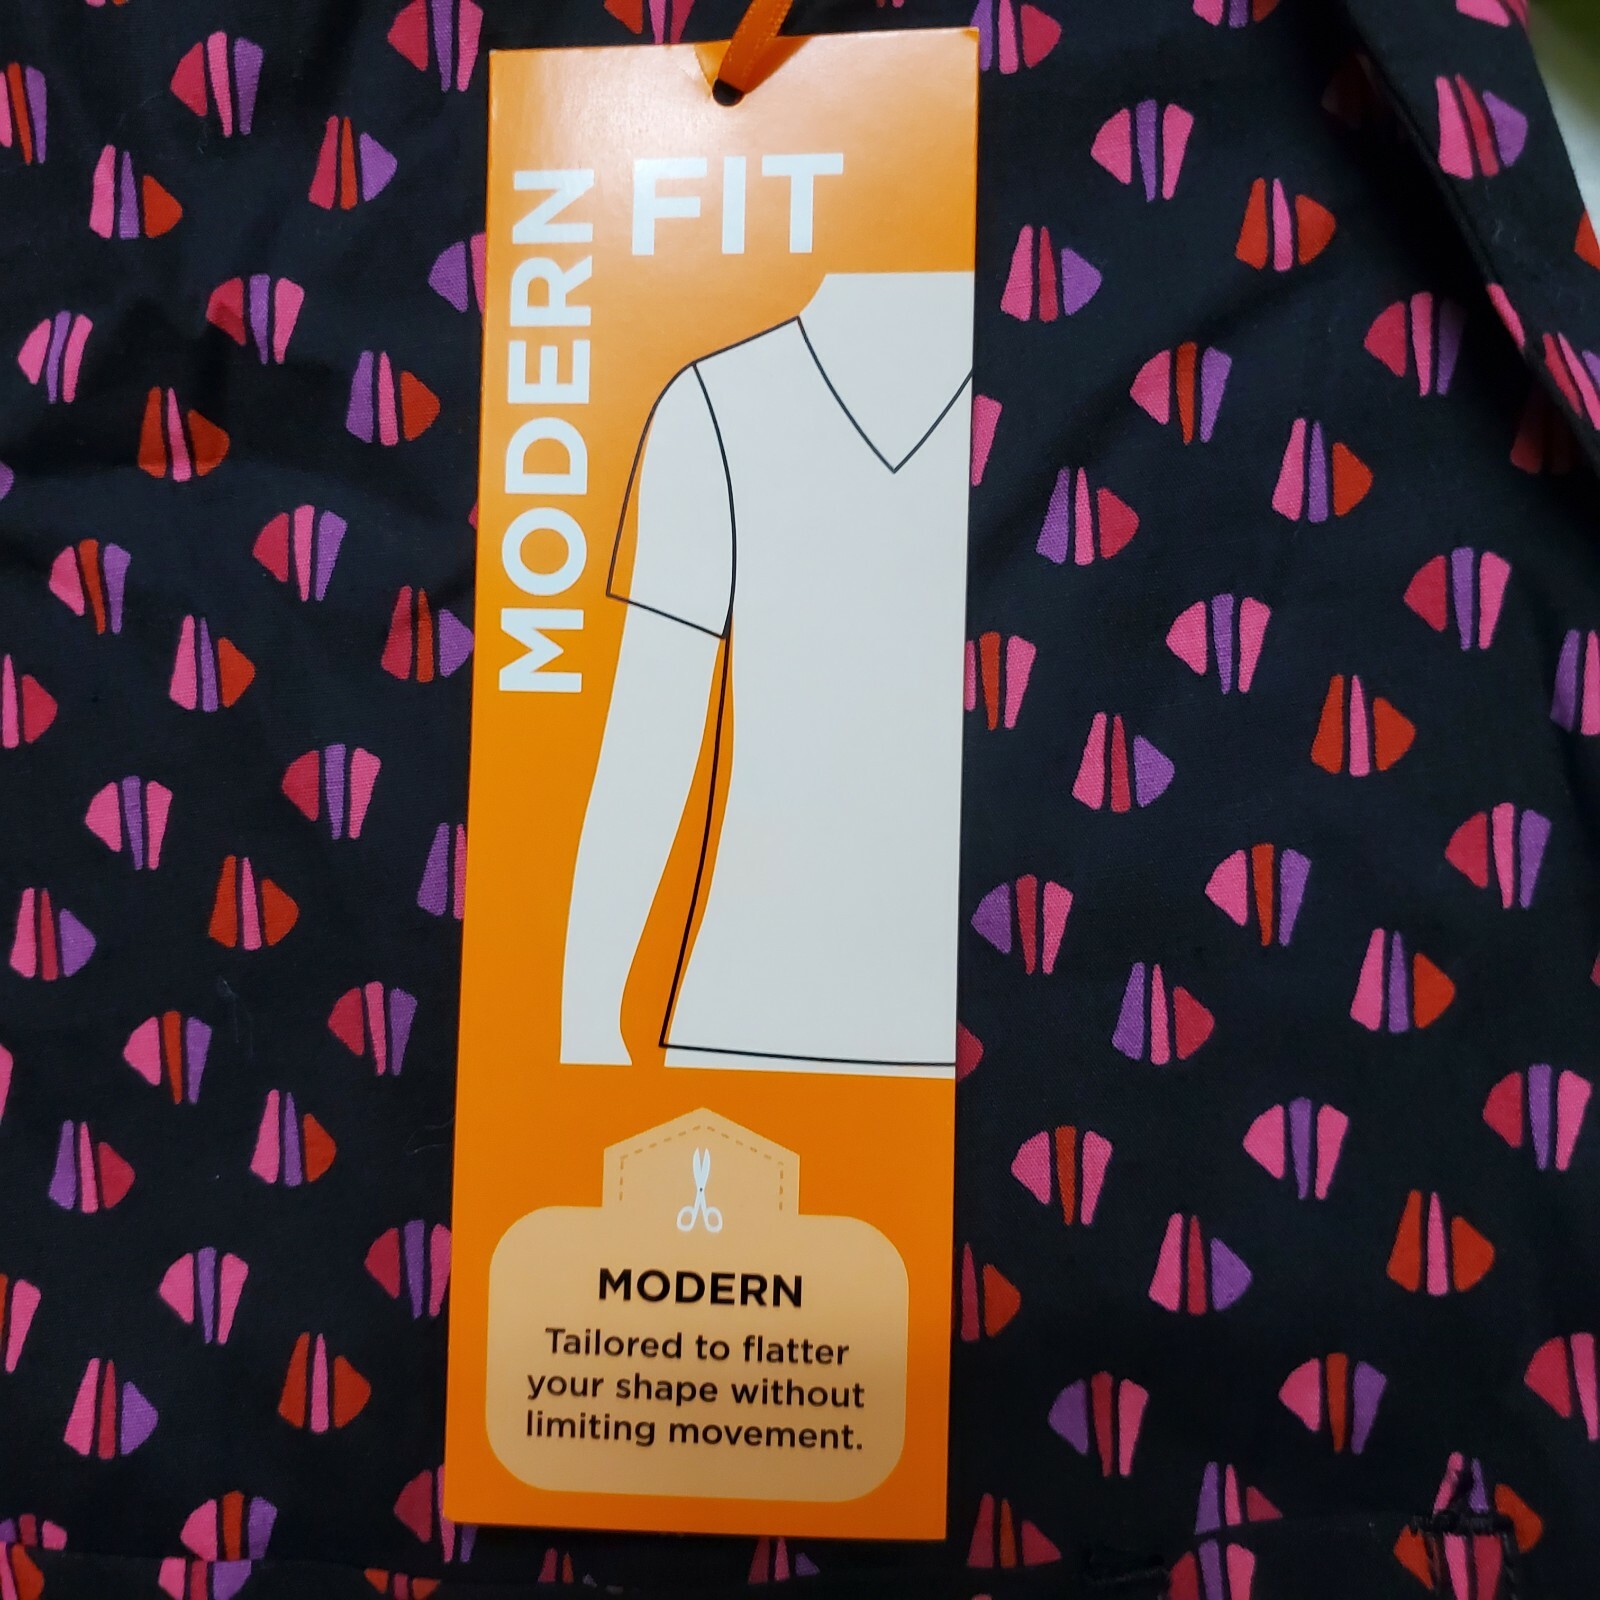 MODERN
FIT
MODERN
Tailored to flatter
your shape without
limiting movement.